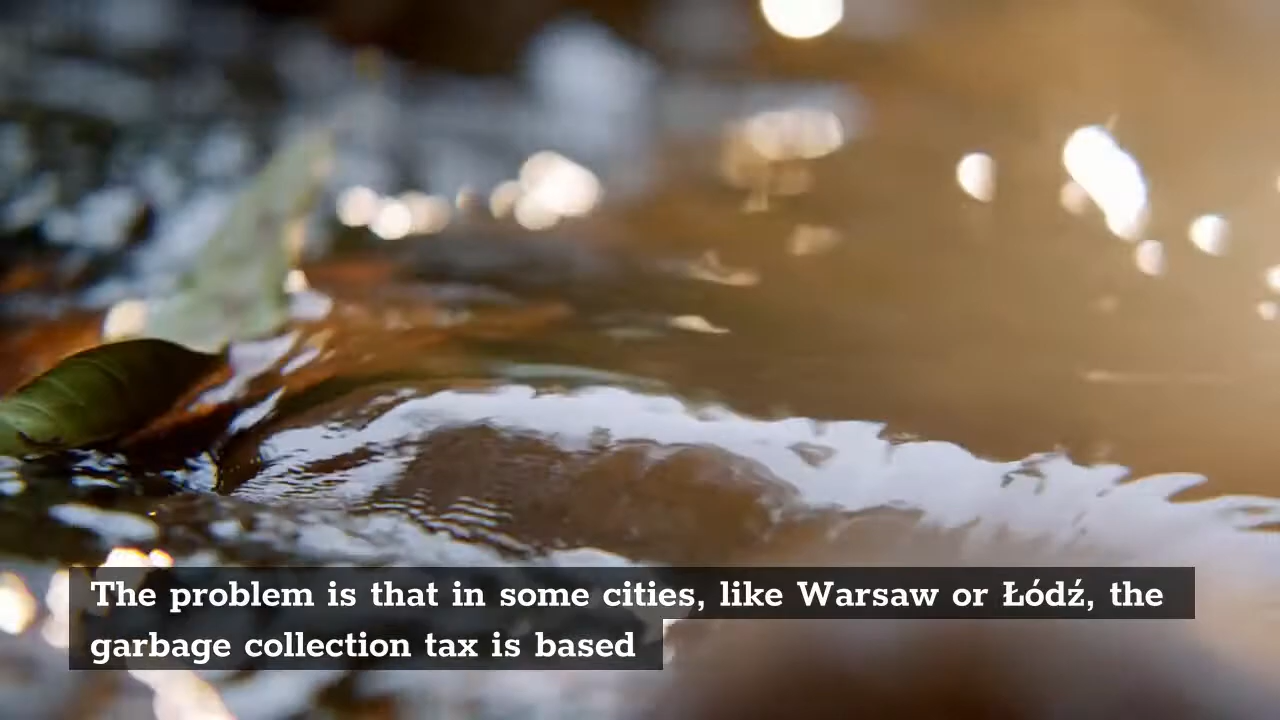 The problem is that in some cities, like Warsaw or Łódź, the
garbage collection tax is based